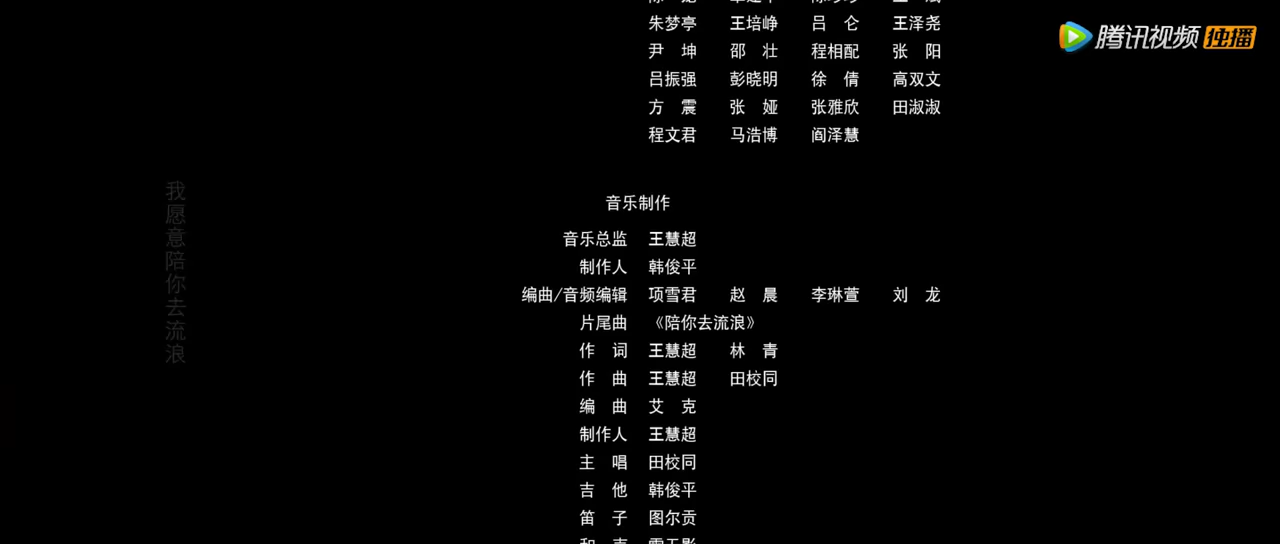 朱梦亭 王培峥 吕仑 王泽尧
尹坤 邵壮 程相配 张阳
吕振强 彭晓明 徐倩 高双文
方震 张娅 张雅欣 田淑淑
程文君 马浩博 阎泽慧
腾讯视频 独播
我愿意陪你去流浪
音乐制作
音乐总监 王慧超
制作人 韩俊平
编曲/音频编辑 项雪君 赵晨 李琳萱 刘龙
片尾曲 《陪你去流浪》
作词 王慧超 林青
作曲 王慧超 田校同
编曲 艾克
制作人 王慧超
主唱 田校同
吉他 韩俊平
笛子 图尔贡